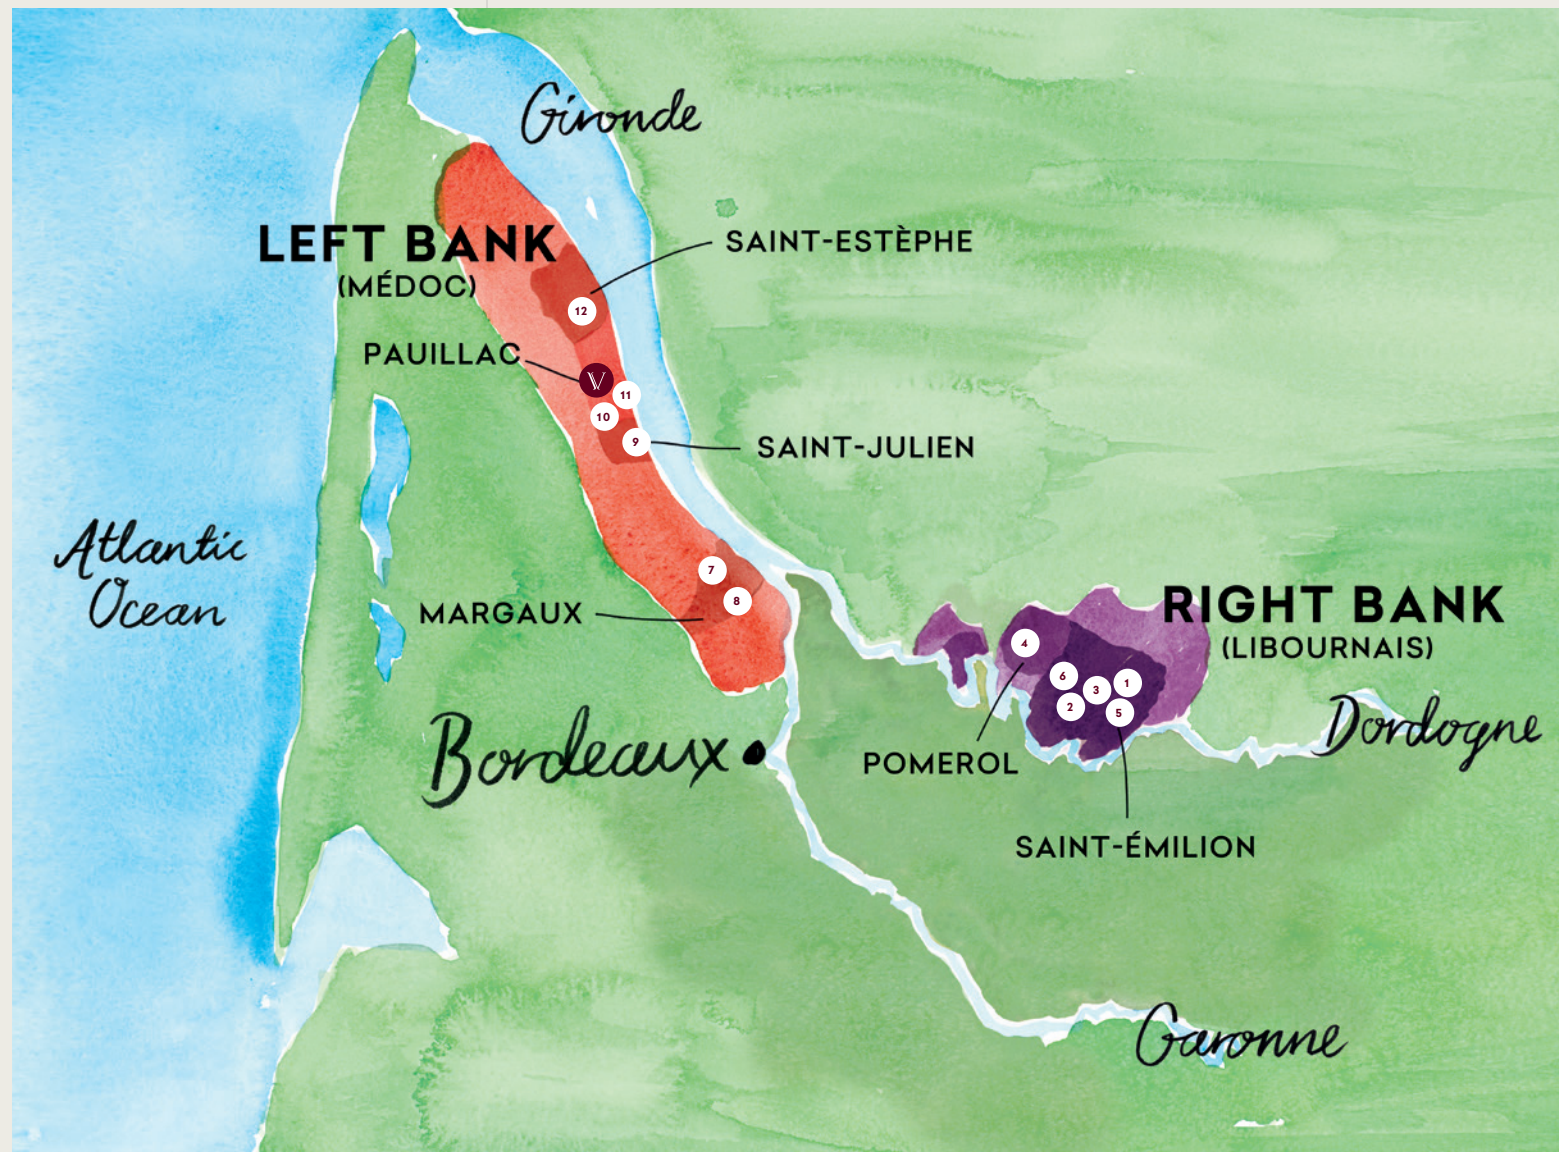 Gironde
LEFT BANK
(MÉDOC)
SAINT-ESTÈPHE
12
PAUILLAC
V
11
10
9
SAINT-JULIEN
Atlantic
Ocean
7
8
MARGAUX
RIGHT BANK
(LIBOURNAIS)
4
6
3
1
2
5
Bordeaux
POMEROL
Dordogne
SAINT-ÉMILION
Garonne